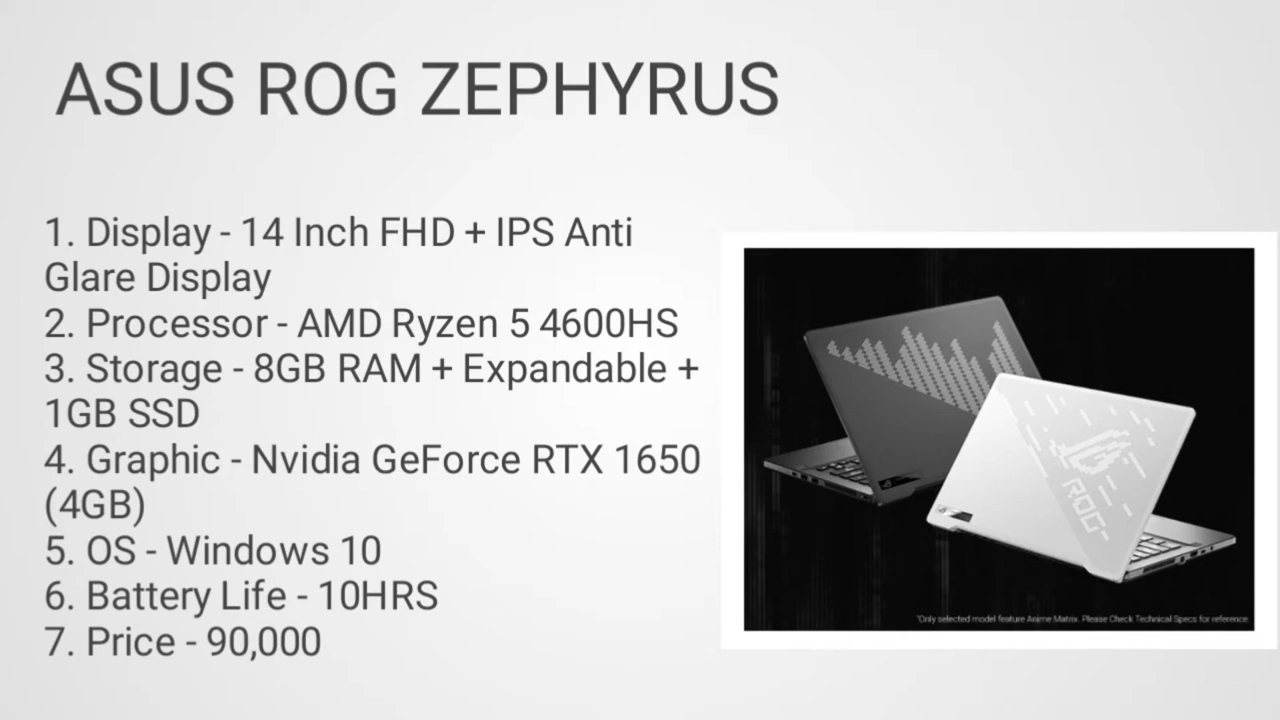 ASUS ROG ZEPHYRUS
1. Display - 14 Inch FHD + IPS Anti
Glare Display
2. Processor - AMD Ryzen 5 4600HS
3. Storage - 8GB RAM + Expandable +
1GB SSD
4. Graphic - Nvidia GeForce RTX 1650
(4GB)
5. OS - Windows 10
6. Battery Life - 10HRS
7. Price - 90,000
ROG
*Only selected model feature Anime Matrix. Please Check Technical Specs for reference.